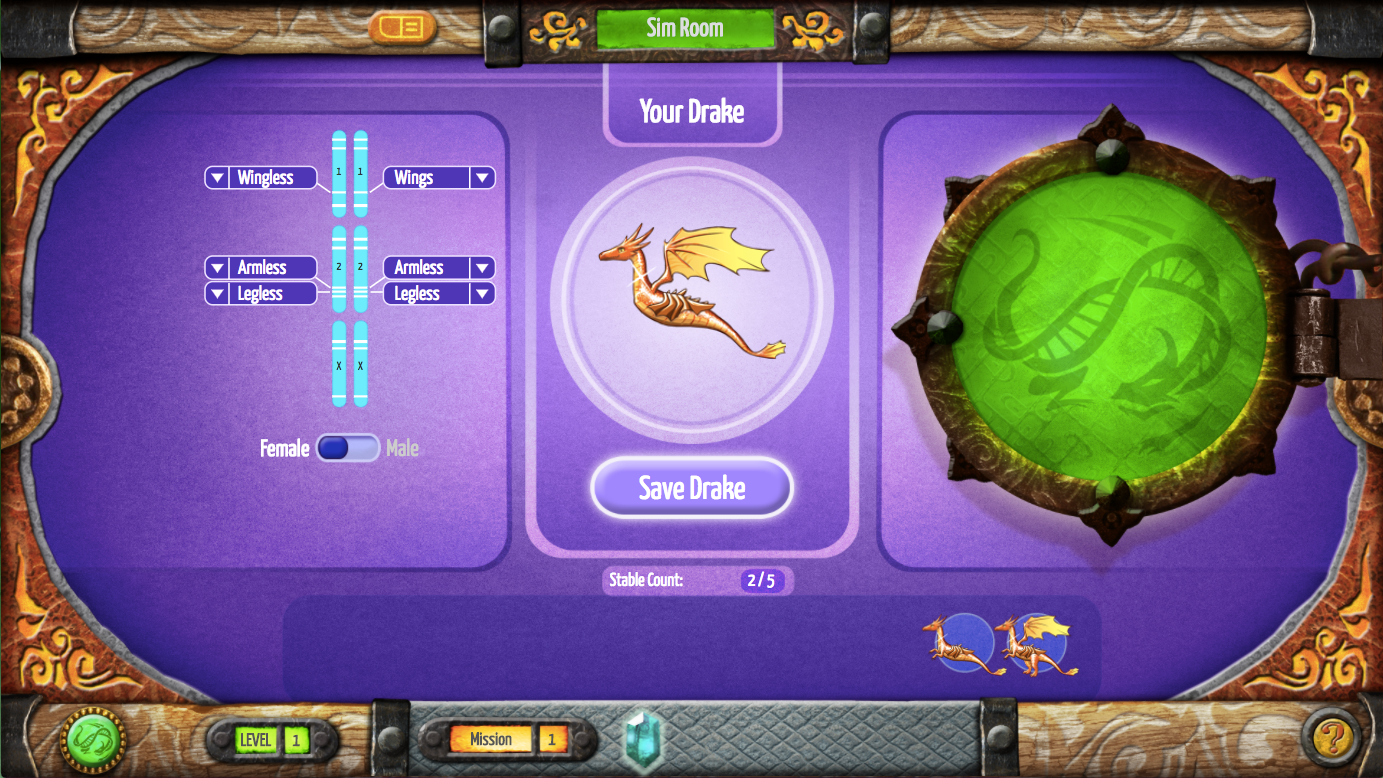 Sim Room
Your Drake
1 1
Wingless
Wings
2 2
Armless
Armless
Legless
Legless
X X
Female
Male
Save Drake
Stable Count:
2 / 5
LEVEL 1
Mission 1
?